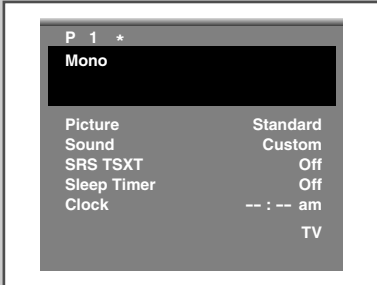 P 1 *
Mono
Picture Standard
Sound Custom
SRS TSXT Off
Sleep Timer Off
Clock -- : -- am
TV